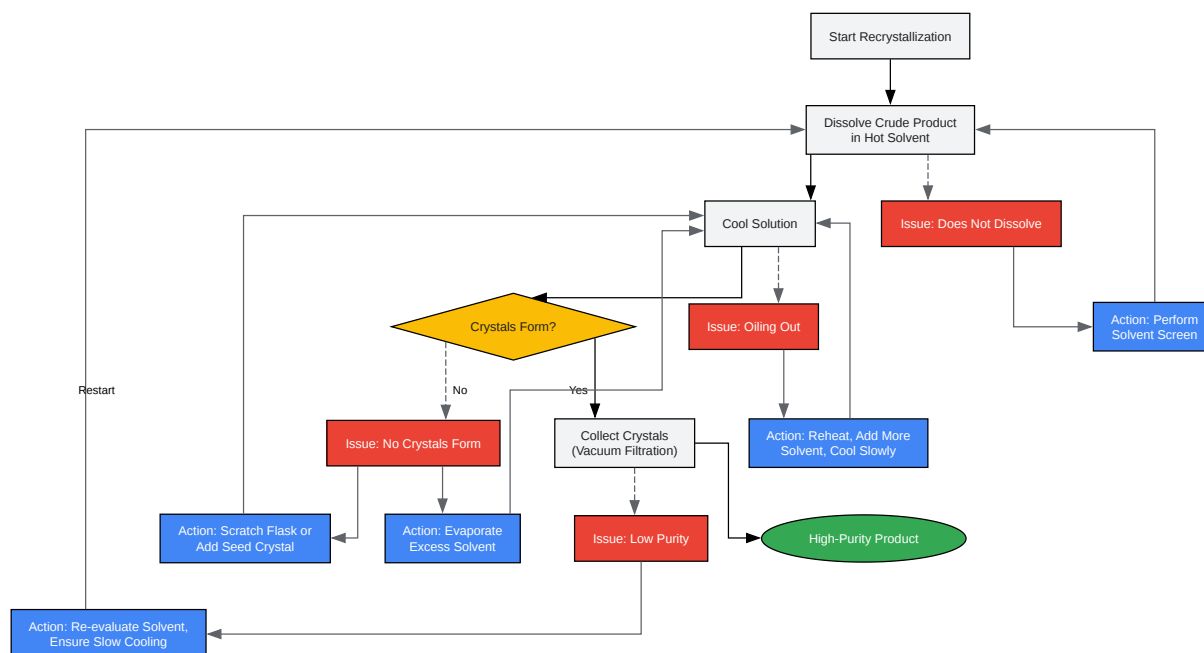 Start Recrystallization
Dissolve Crude Product
in Hot Solvent
Cool Solution
Issue: Does Not Dissolve
Crystals Form?
Issue: Oiling Out
Action: Perform
Solvent Screen
Restart
No
Yes
Issue: No Crystals Form
Collect Crystals
(Vacuum Filtration)
Action: Reheat, Add More
Solvent, Cool Slowly
Action: Scratch Flask or
Add Seed Crystal
Action: Evaporate
Excess Solvent
Issue: Low Purity
High-Purity Product
Action: Re-evaluate Solvent,
Ensure Slow Cooling